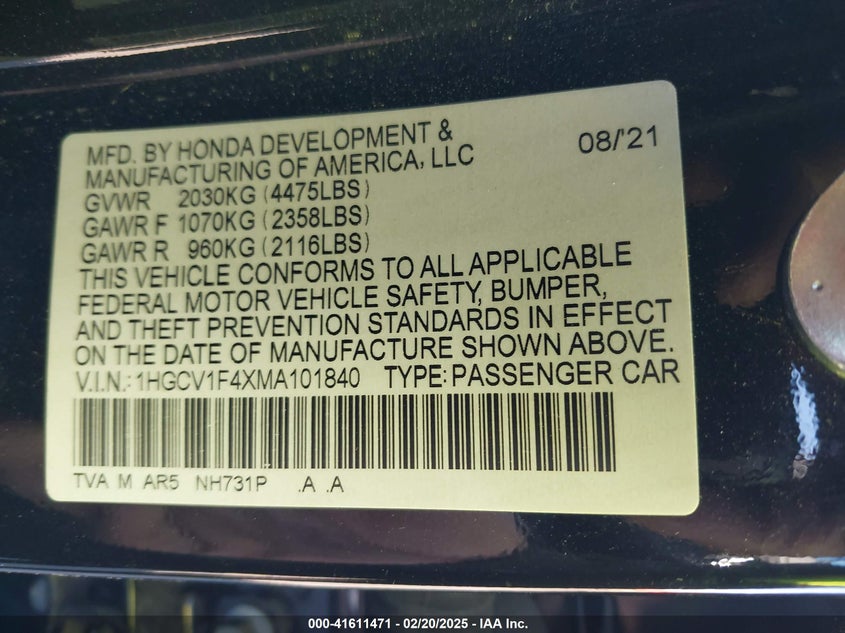 MFD. BY HONDA DEVELOPMENT & 08/'21
MANUFACTURING OF AMERICA, LLC
GVWR 2030KG (4475LBS)
GAWR F 1070KG (2358LBS)
GAWR R 960KG (2116LBS)
THIS VEHICLE CONFORMS TO ALL APPLICABLE
FEDERAL MOTOR VEHICLE SAFETY, BUMPER,
AND THEFT PREVENTION STANDARDS IN EFFECT
ON THE DATE OF MANUFACTURE SHOWN ABOVE.
V.I.N.: 1HGCV1F4XMA101840 TYPE: PASSENGER CAR
TVA M AR5 NH731P .A .A
000-41611471 — 02/20/2025 — IAA Inc.